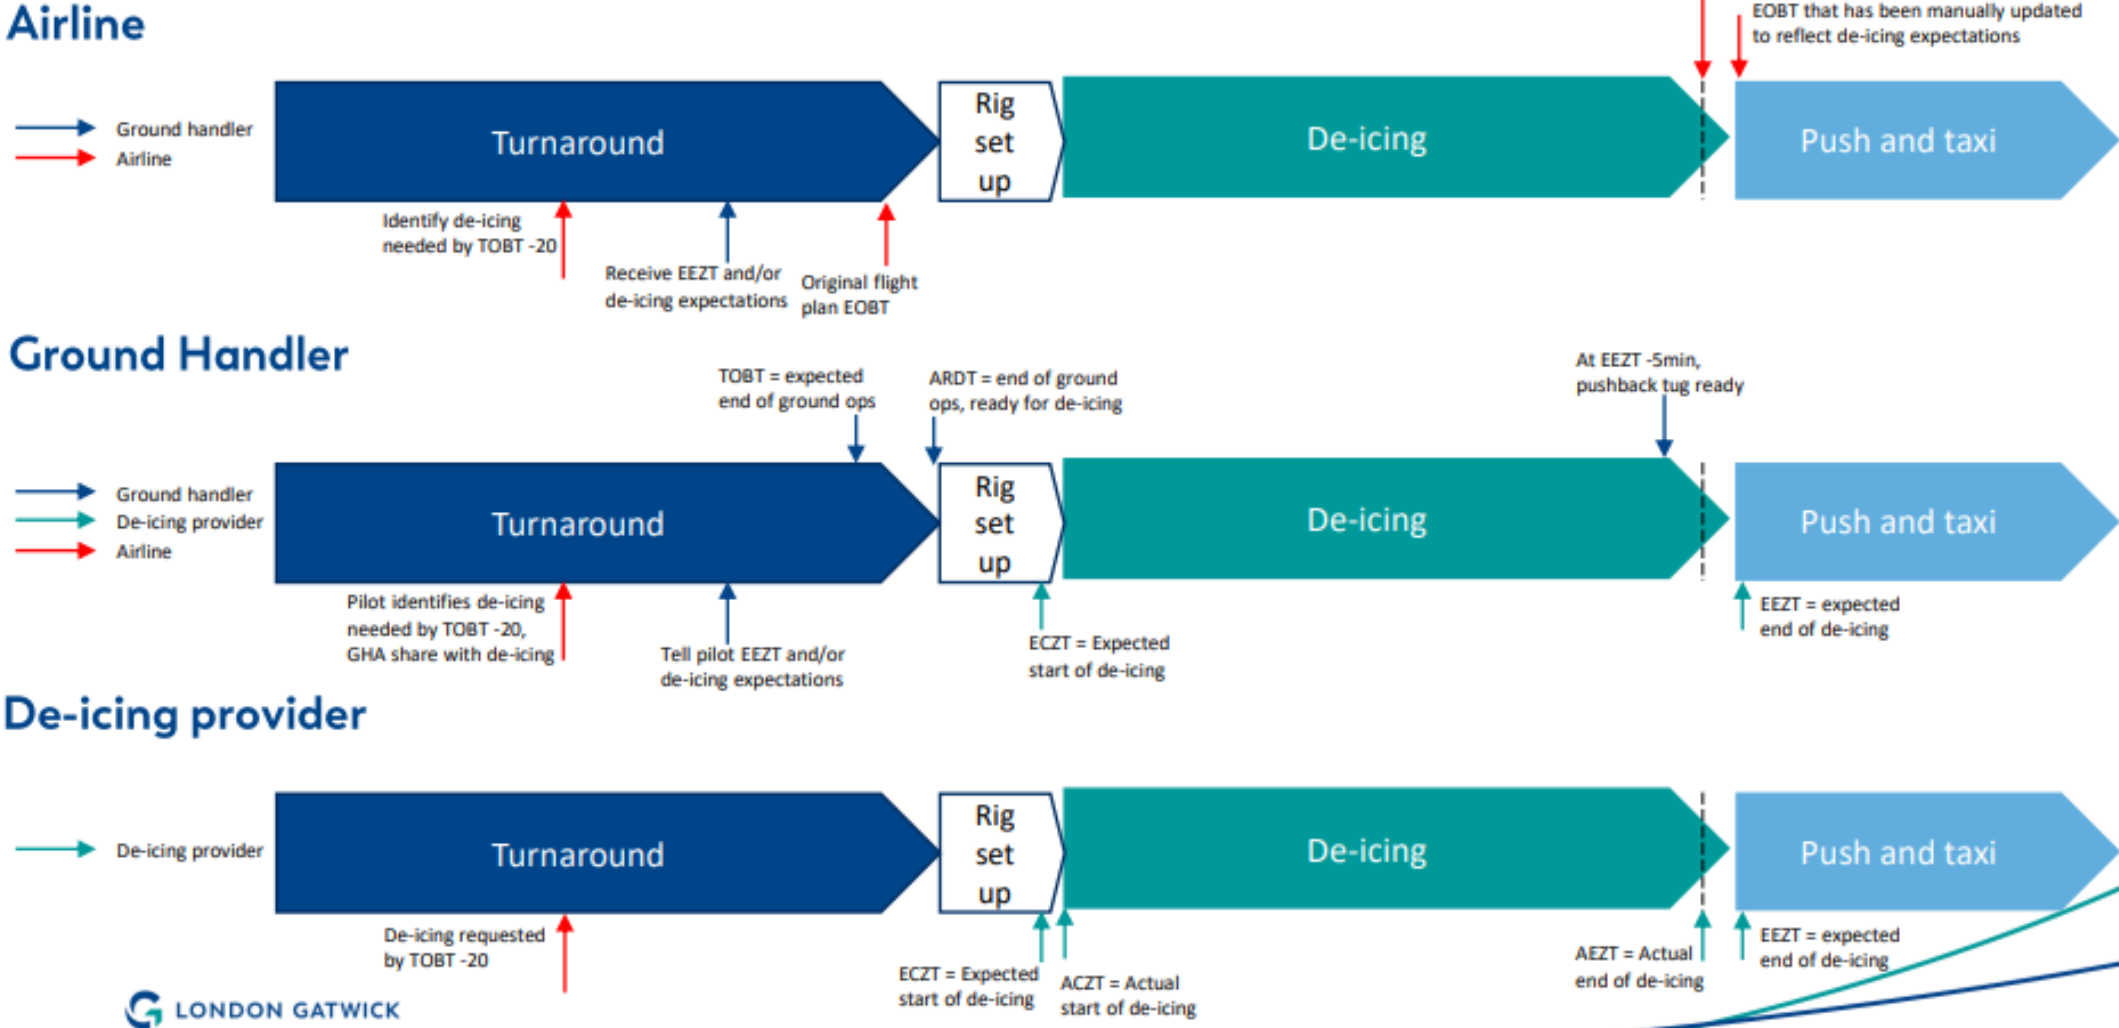 Airline
EOBT that has been manually updated
to reflect de-icing expectations
Ground handler
Airline
Turnaround
Rig
set
up
De-icing
Push and taxi
Identify de-icing
needed by TOBT -20
Receive EEZT and/or
de-icing expectations
Original flight
plan EOBT
Ground Handler
TOBT = expected
end of ground ops
ARDT = end of ground
ops, ready for de-icing
At EEZT -5min,
pushback tug ready
Ground handler
De-icing provider
Airline
Turnaround
Rig
set
up
De-icing
Push and taxi
Pilot identifies de-icing
needed by TOBT -20,
GHA share with de-icing
Tell pilot EEZT and/or
de-icing expectations
ECZT = Expected
start of de-icing
EEZT = expected
end of de-icing
De-icing provider
De-icing provider
Turnaround
Rig
set
up
De-icing
Push and taxi
De-icing requested
by TOBT -20
ECZT = Expected
start of de-icing
ACZT = Actual
start of de-icing
AEZT = Actual
end of de-icing
EEZT = expected
end of de-icing
LONDON GATWICK